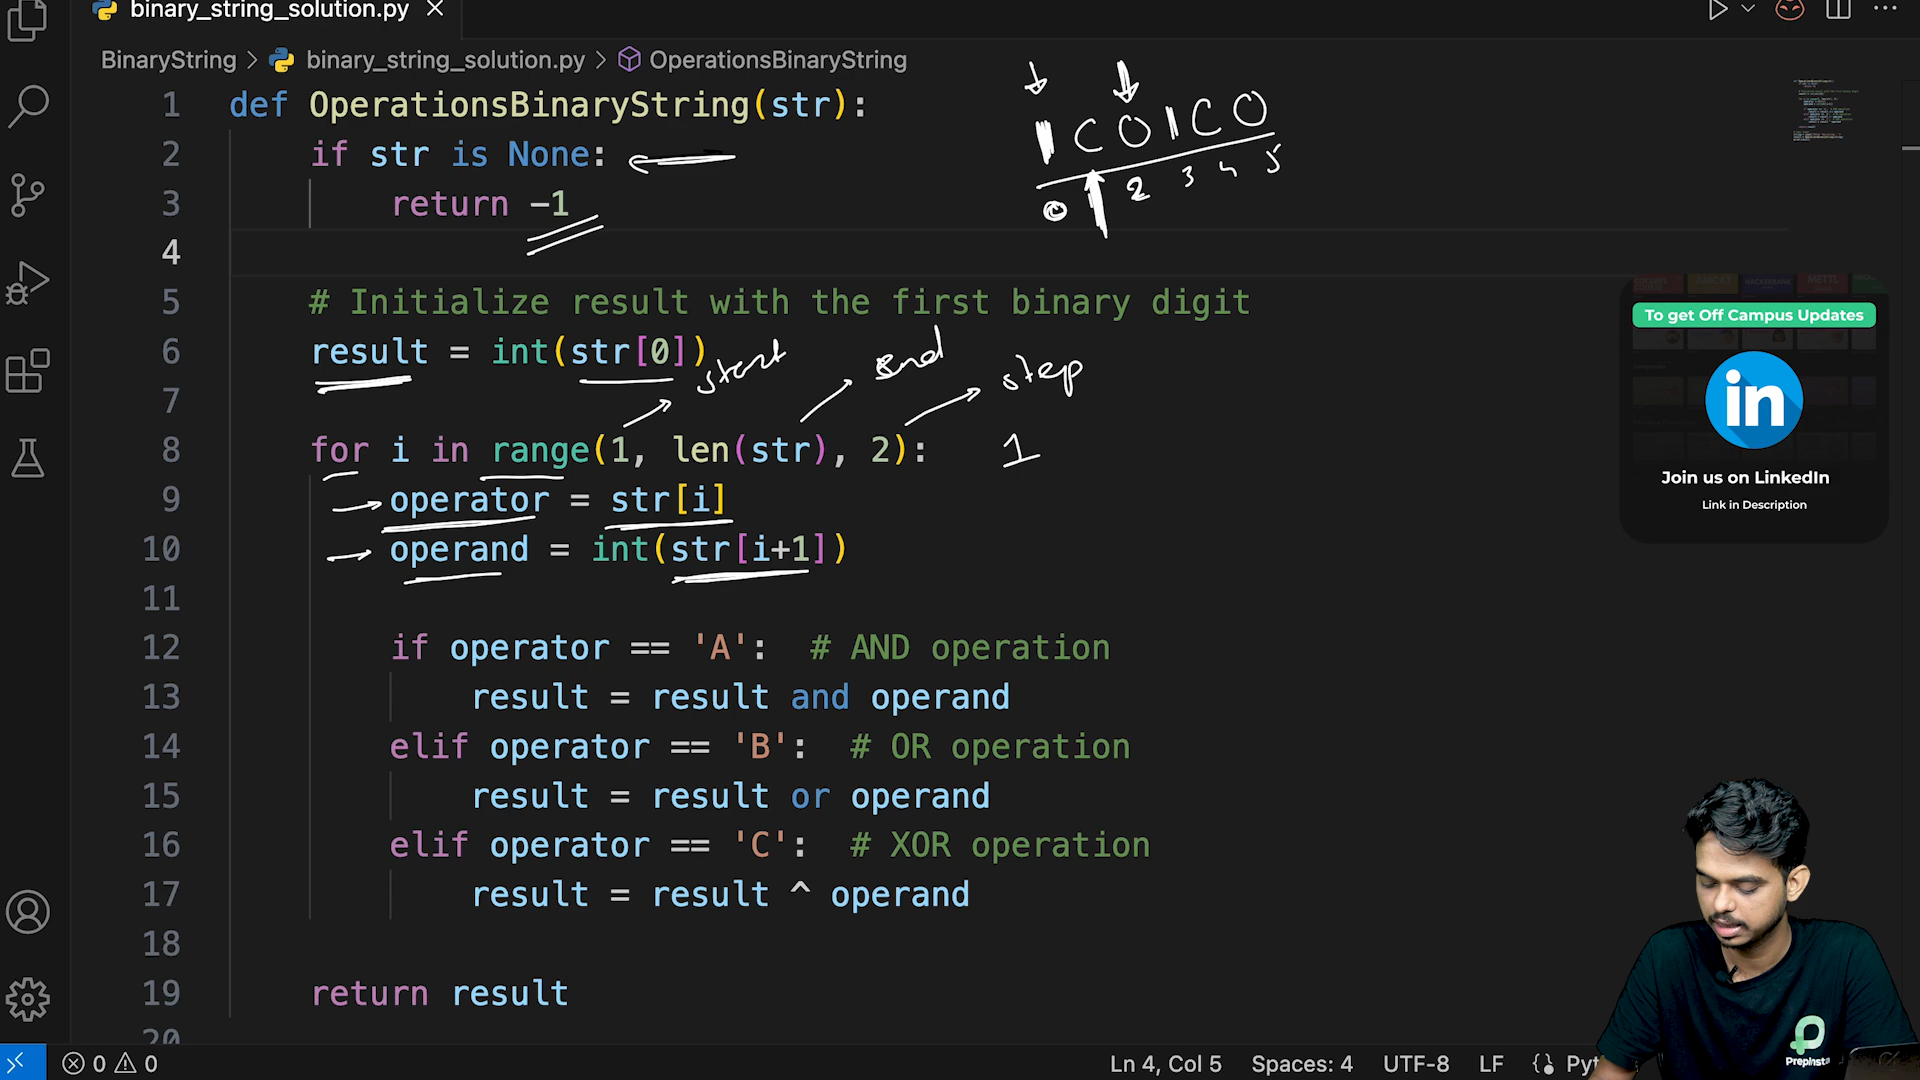 binary_string_solution.py
BinaryString > binary_string_solution.py > OperationsBinaryString
1 def OperationsBinaryString(str):
2 if str is None:
3 return -1
4
5 # Initialize result with the first binary digit
6 result = int(str[0])
7
8 for i in range(1, len(str), 2):
9 operator = str[i]
10 operand = int(str[i+1])
11
12 if operator == 'A': # AND operation
13 result = result and operand
14 elif operator == 'B': # OR operation
15 result = result or operand
16 elif operator == 'C': # XOR operation
17 result = result ^ operand
18
19 return result
20
1C01C0
0 2 3 4 5
start end step
1
To get Off Campus Updates
in
Join us on LinkedIn
Link in Description
PrepInsta
0 0 Ln 4, Col 5 Spaces: 4 UTF-8 LF